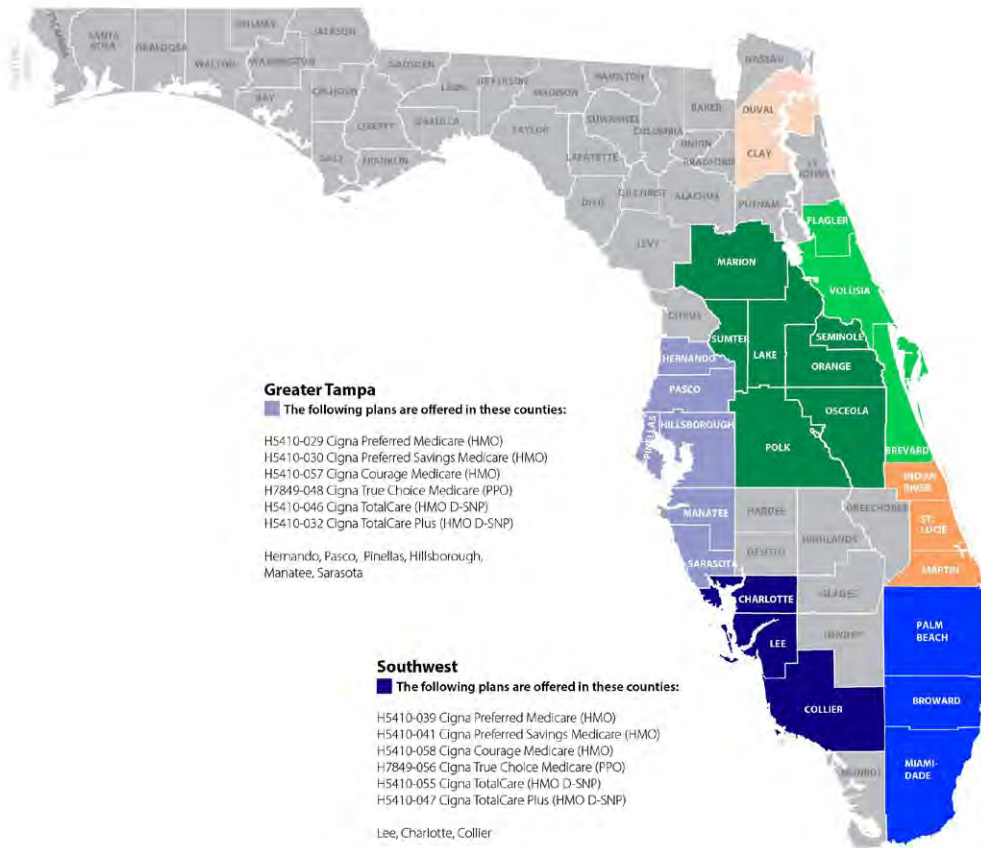 ESCAMBIA
SANTA ROSA
OKALOOSA
WALTON
HOLMAY
WASHINGTON
JACKSON
BAY
CALHOUN
GULF
LIBERTY
GADSDEN
FRANKLIN
LEON
WAKULLA
JEFFERSON
MADISON
TAYLOR
HAMILTON
SUWANNEE
LAFAYETTE
DIXIE
COLUMBIA
GILCHRIST
BAKER
UNION
BRADFORD
ALACHUA
LEVY
NASSAU
DUVAL
CLAY
ST. JOHNS
PUTNAM
FLAGLER
MARION
VOLUSIA
CITRUS
SUMTER
LAKE
SEMINOLE
ORANGE
HERNANDO
PASCO
OSCEOLA
PINELLAS
HILLSBOROUGH
POLK
BREVARD
INDIAN RIVER
MANATEE
HARDEE
OKEECHOBEE
ST. LUCIE
HIGHLANDS
SARASOTA
DESOTO
MARTIN
CHARLOTTE
GLADES
LEE
HENDRY
PALM BEACH
COLLIER
BROWARD
MIAMI-DADE
MONROE
Greater Tampa
The following plans are offered in these counties:
H5410-029 Cigna Preferred Medicare (HMO)
H5410-030 Cigna Preferred Savings Medicare (HMO)
H5410-057 Cigna Courage Medicare (HMO)
H7849-048 Cigna True Choice Medicare (PPO)
H5410-046 Cigna TotalCare (HMO D-SNP)
H5410-032 Cigna TotalCare Plus (HMO D-SNP)
Hernando, Pasco, Pinellas, Hillsborough,
Manatee, Sarasota
Southwest
The following plans are offered in these counties:
H5410-039 Cigna Preferred Medicare (HMO)
H5410-041 Cigna Preferred Savings Medicare (HMO)
H5410-058 Cigna Courage Medicare (HMO)
H7849-056 Cigna True Choice Medicare (PPO)
H5410-055 Cigna TotalCare (HMO D-SNP)
H5410-047 Cigna TotalCare Plus (HMO D-SNP)
Lee, Charlotte, Collier